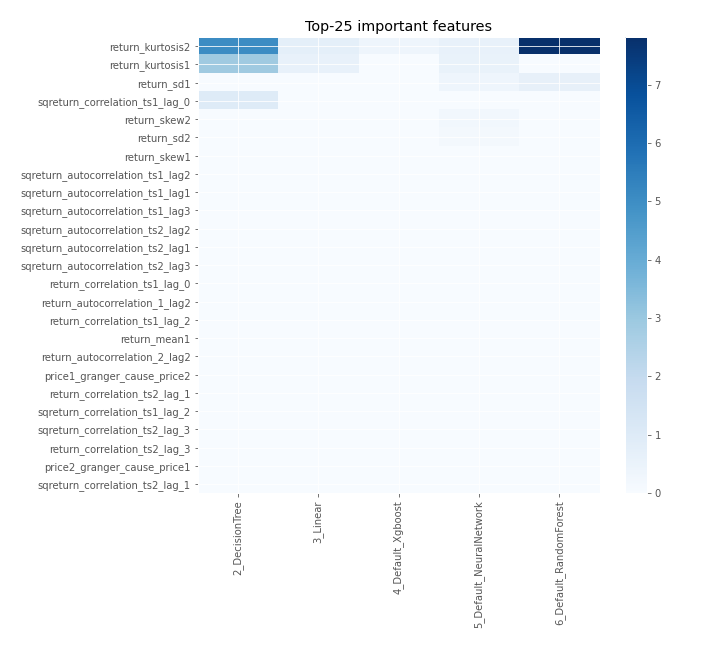 Top-25 important features
return_kurtosis2
return_kurtosis1
return_sd1
sqreturn_correlation_ts1_lag_0
return_skew2
return_sd2
return_skew1
sqreturn_autocorrelation_ts1_lag2
sqreturn_autocorrelation_ts1_lag1
sqreturn_autocorrelation_ts1_lag3
sqreturn_autocorrelation_ts2_lag2
sqreturn_autocorrelation_ts2_lag1
sqreturn_autocorrelation_ts2_lag3
return_correlation_ts1_lag_0
return_autocorrelation_1_lag2
return_correlation_ts1_lag_2
return_mean1
return_autocorrelation_2_lag2
price1_granger_cause_price2
return_correlation_ts2_lag_1
sqreturn_correlation_ts1_lag_2
sqreturn_correlation_ts2_lag_3
return_correlation_ts2_lag_3
price2_granger_cause_price1
sqreturn_correlation_ts2_lag_1
2_DecisionTree
3_Linear
4_Default_Xgboost
5_Default_NeuralNetwork
6_Default_RandomForest
7
6
5
4
3
2
1
0